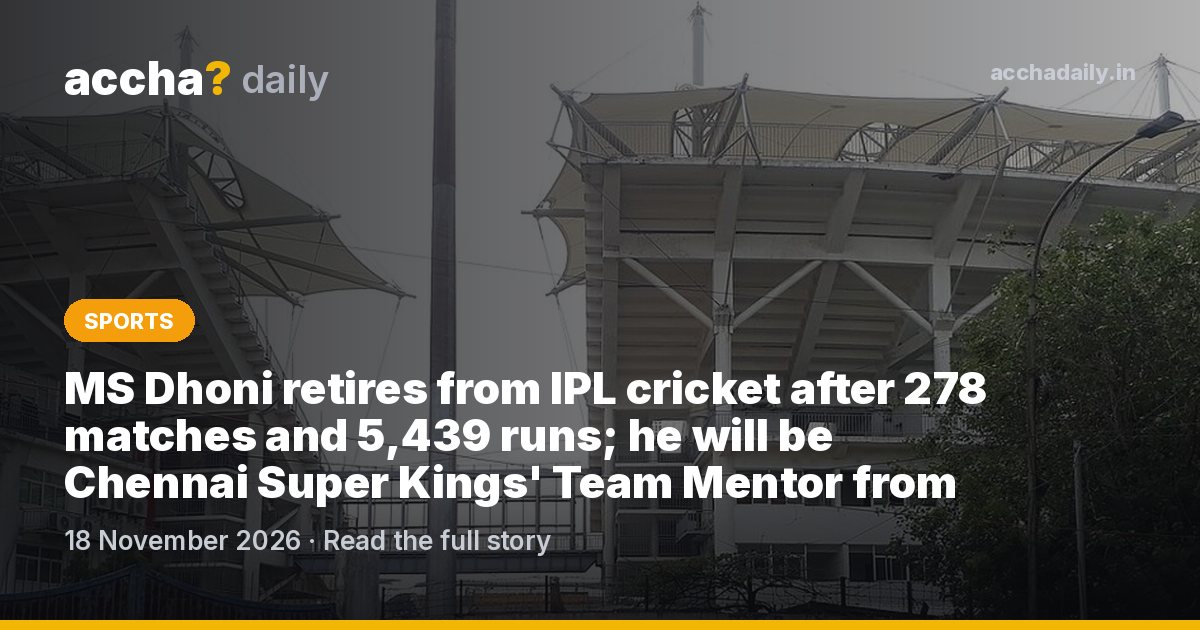 accha? daily
acchadaily.in
SPORTS
MS Dhoni retires from IPL cricket after 278
matches and 5,439 runs; he will be
Chennai Super Kings' Team Mentor from
18 November 2026 · Read the full story